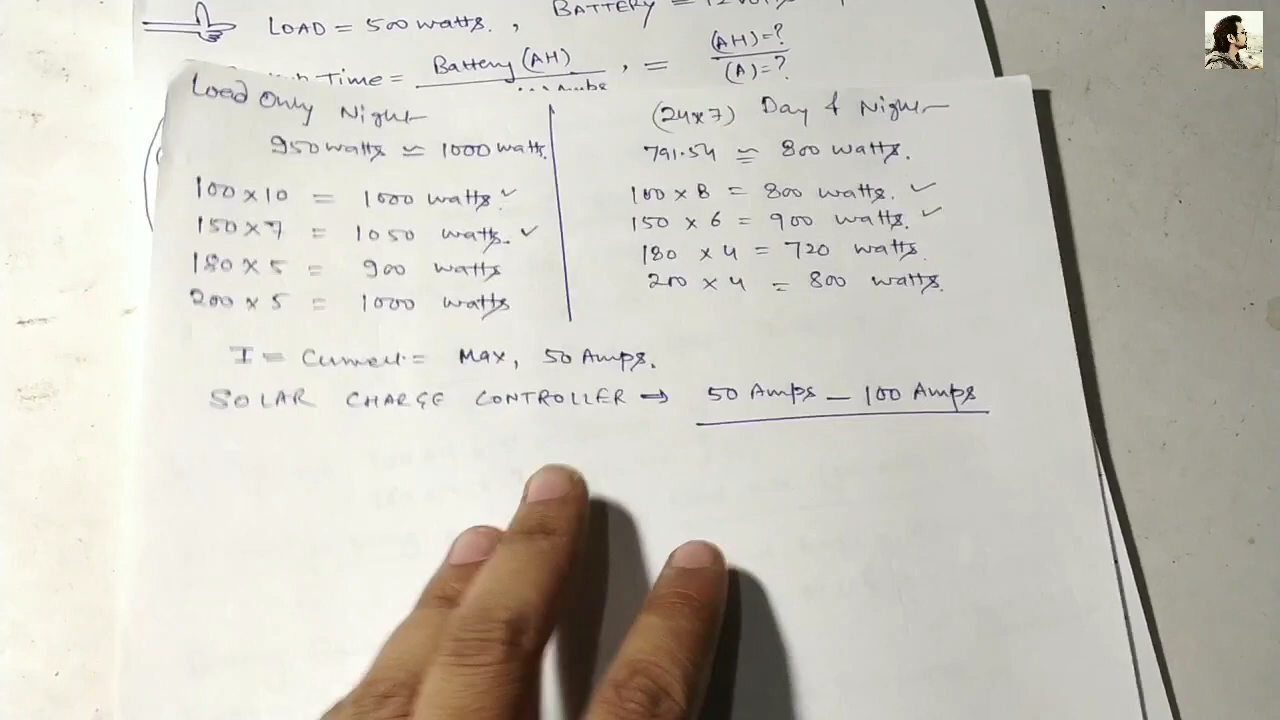 LOAD = 500 watts. , BATTERY = 12 Volts
Time = Battery (AH) , = (AH)=?
(A)=?
Load Only Night
950 watts ≃ 1000 watts.
100 x 10 = 1000 watts. ✓
150 x 7 = 1050 watts. ✓
180 x 5 = 900 watts
200 x 5 = 1000 watts
(24x7) Day & Night
791.54 ≃ 800 watts.
100 x 8 = 800 watts. ✓
150 x 6 = 900 watts. ✓
180 x 4 = 720 watts.
200 x 4 = 800 watts.
I = Current = Max, 50 Amps.
SOLAR CHARGE CONTROLLER → 50 Amps – 100 Amps